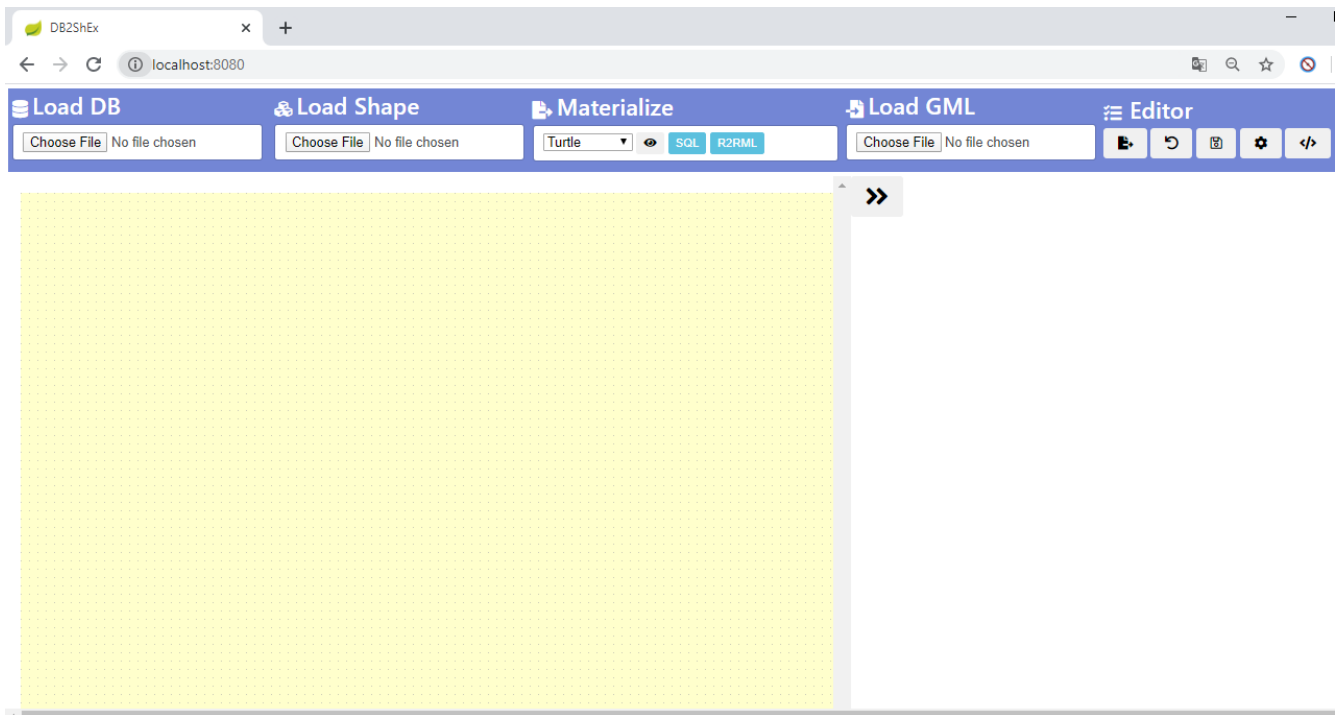 DB2ShEx
localhost:8080
Load DB
Load Shape
Materialize
Load GML
Editor
Choose File No file chosen
Choose File No file chosen
Turtle
SQL
R2RML
Choose File No file chosen